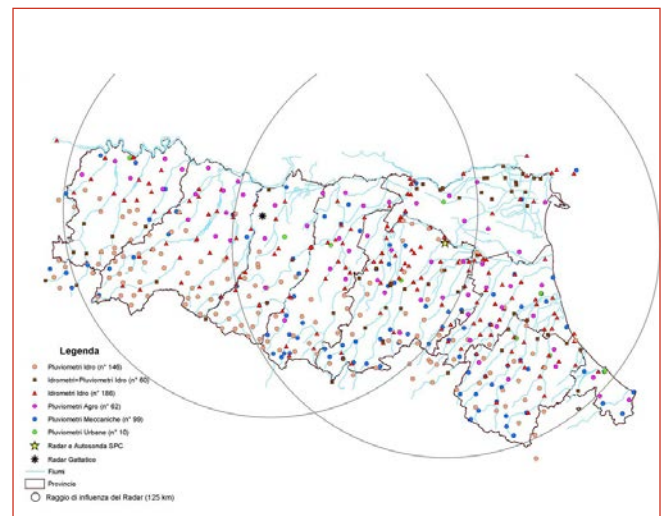 Legenda
Pluviometri Idro (n° 146)
Idrometri+Pluviometri Idro (n° 60)
Idrometri Idro (n° 186)
Pluviometri Agro (n° 62)
Pluviometri Meccaniche (n° 99)
Pluviometri Urbane (n° 10)
Radar e Autosonda SPC
Radar Gattatico
Fiumi
Provincie
Raggio di influenza del Radar (125 km)